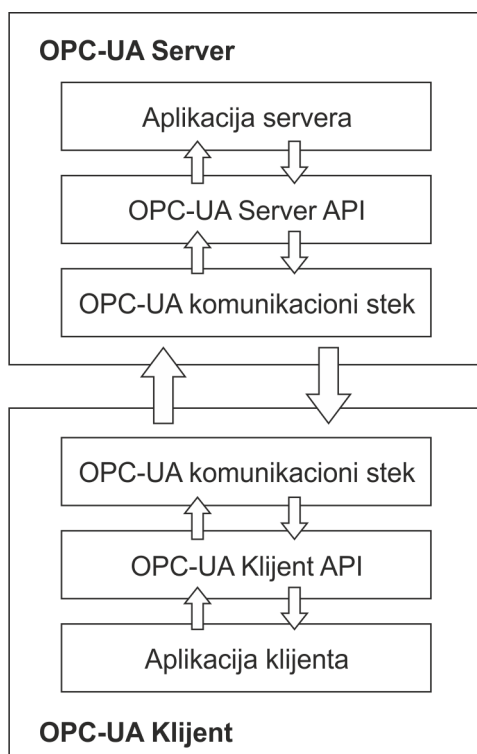 OPC-UA Server
Aplikacija servera
OPC-UA Server API
OPC-UA komunikacioni stek
OPC-UA komunikacioni stek
OPC-UA Klijent API
Aplikacija klijenta
OPC-UA Klijent